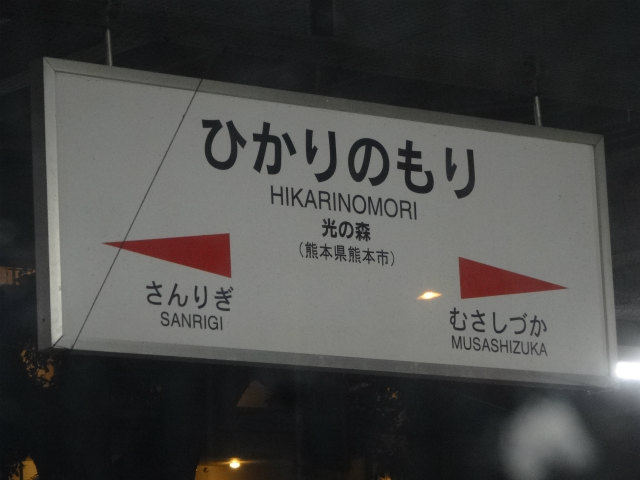 ひかりのもり
HIKARINOMORI
光の森
（熊本県熊本市）
さんりぎ
SANRIGI
むさしづか
MUSASHIZUKA